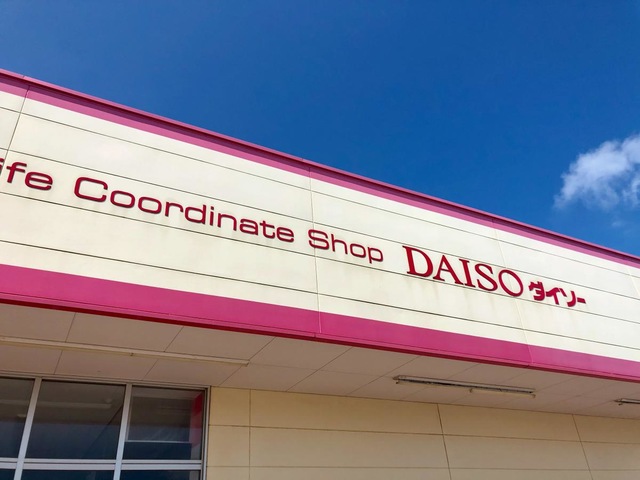 ife Coordinate Shop DAISO ダイソー